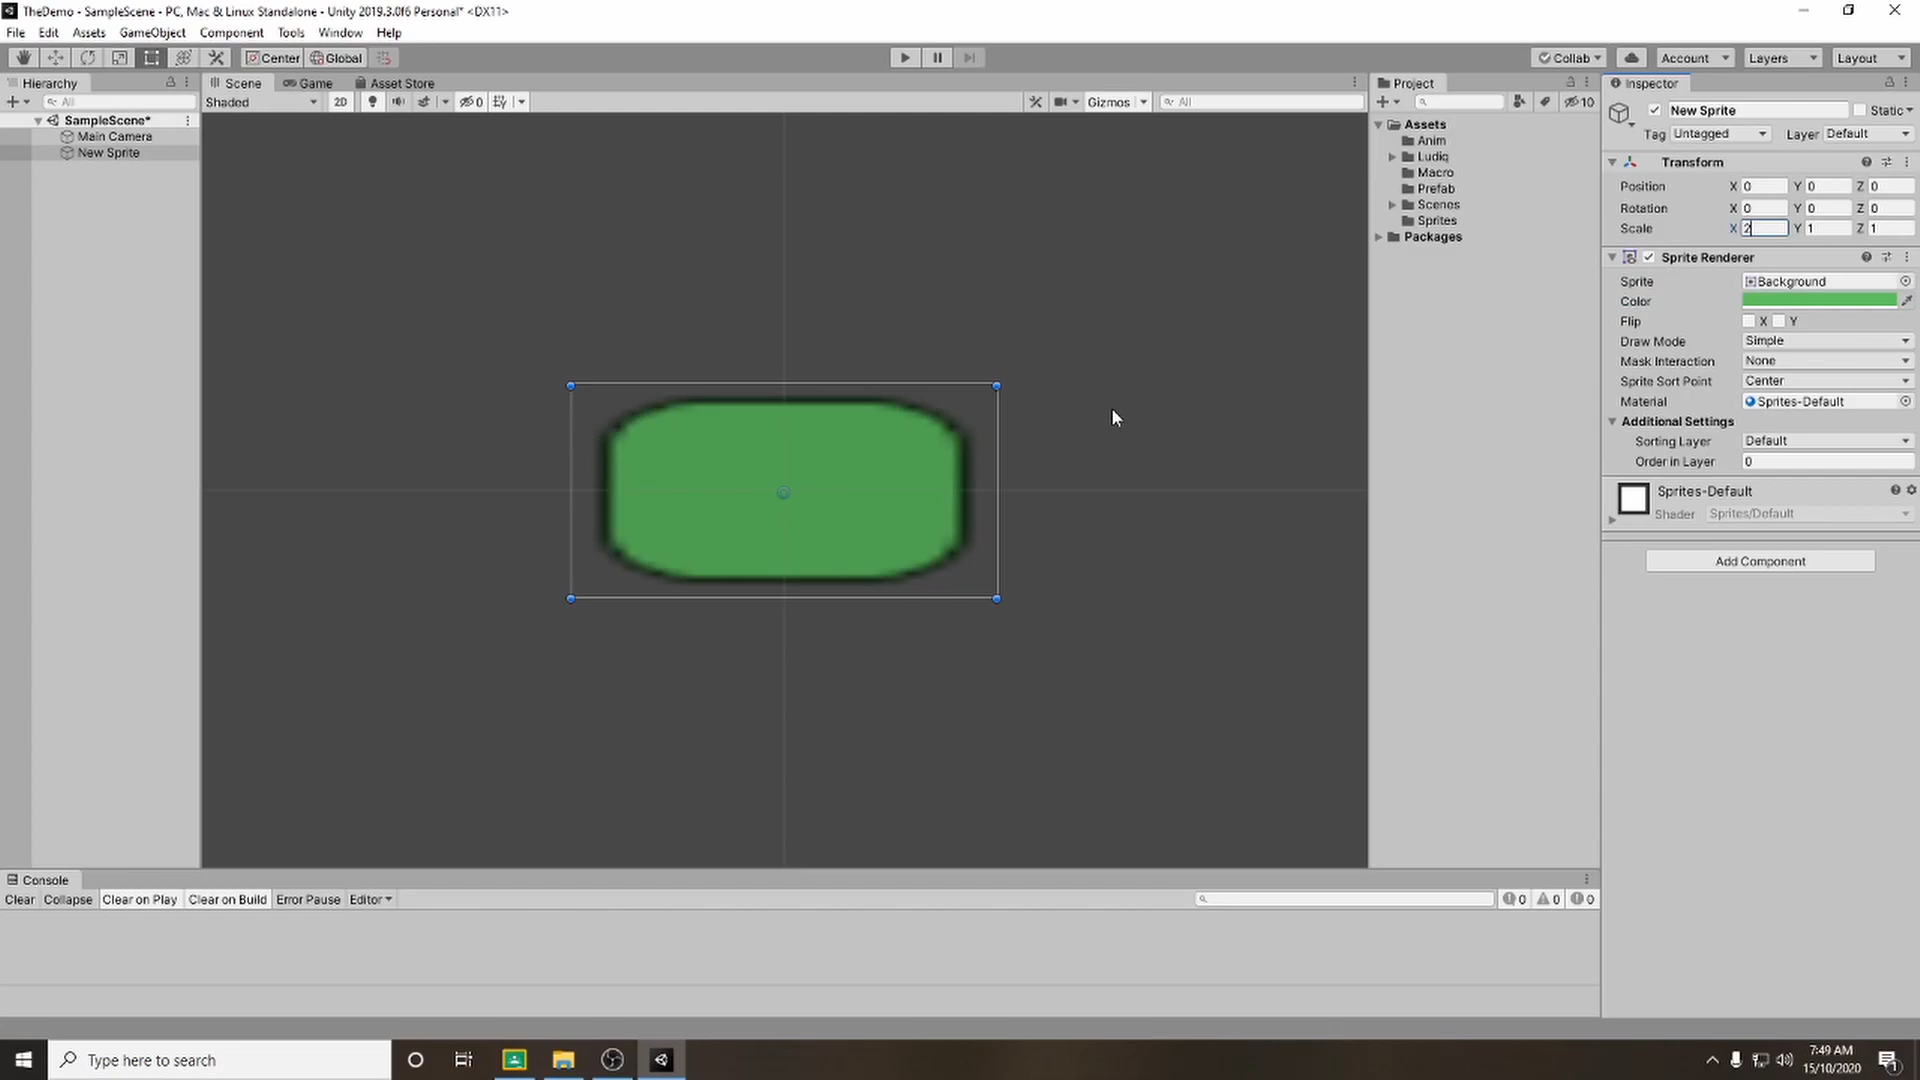 TheDemo - SampleScene - PC, Mac & Linux Standalone - Unity 2019.3.0f6 Personal* <DX11>
File Edit Assets GameObject Component Tools Window Help
Center Global Collab Account Layers Layout
Hierarchy
All
SampleScene*
Main Camera
New Sprite
Scene Game Asset Store
Shaded 2D 0 Gizmos All
Project
10
Assets
Anim
Ludiq
Macro
Prefab
Scenes
Sprites
Packages
Inspector
New Sprite Static
Tag Untagged Layer Default
Transform
Position X 0 Y 0 Z 0
Rotation X 0 Y 0 Z 0
Scale X 2 Y 1 Z 1
Sprite Renderer
Sprite Background
Color
Flip X Y
Draw Mode Simple
Mask Interaction None
Sprite Sort Point Center
Material Sprites-Default
Additional Settings
Sorting Layer Default
Order in Layer 0
Sprites-Default
Shader Sprites/Default
Add Component
Console
Clear Collapse Clear on Play Clear on Build Error Pause Editor 0 0 0
Type here to search
7:49 AM
15/10/2020
1